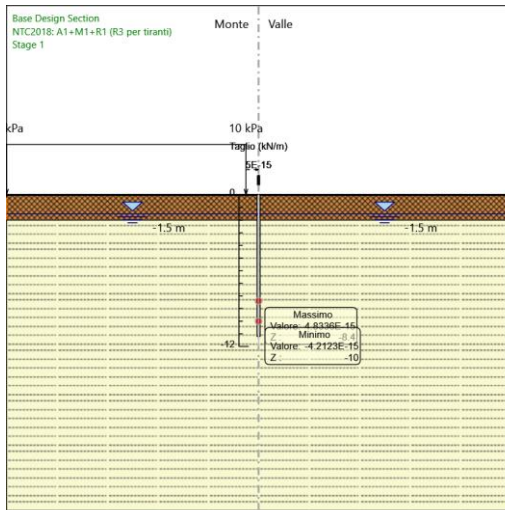 Base Design Section
NTC2018: A1+M1+R1 (R3 per tiranti)
Stage 1
Monte Valle
kPa
10 kPa
Taglio (kN/m)
5E-15
0
-1.5 m
-1.5 m
Massimo
Valore: 4.8336E-15
Z : -8.4
Minimo
Valore: -4.2123E-15
Z : -10
-12